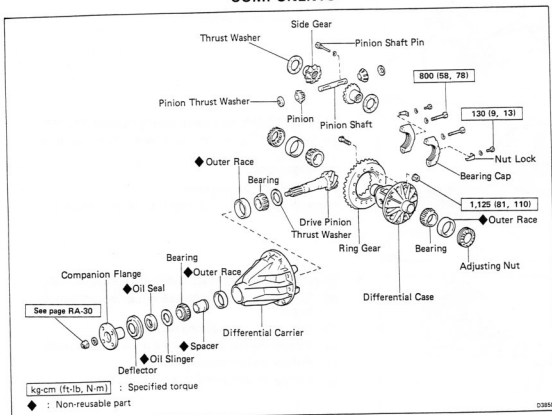 Side Gear
Thrust Washer
Pinion Shaft Pin
800 (58, 78)
130 (9, 13)
Pinion Thrust Washer
Pinion
Pinion Shaft
Nut Lock
Bearing Cap
◆ Outer Race
Bearing
1,125 (81, 110)
Drive Pinion
Thrust Washer
Ring Gear
◆ Outer Race
Bearing
Adjusting Nut
Differential Case
Companion Flange
Bearing
◆ Outer Race
◆ Oil Seal
See page RA-30
Differential Carrier
◆ Spacer
◆ Oil Slinger
Deflector
kg-cm (ft-lb, N·m) : Specified torque
◆ : Non-reusable part